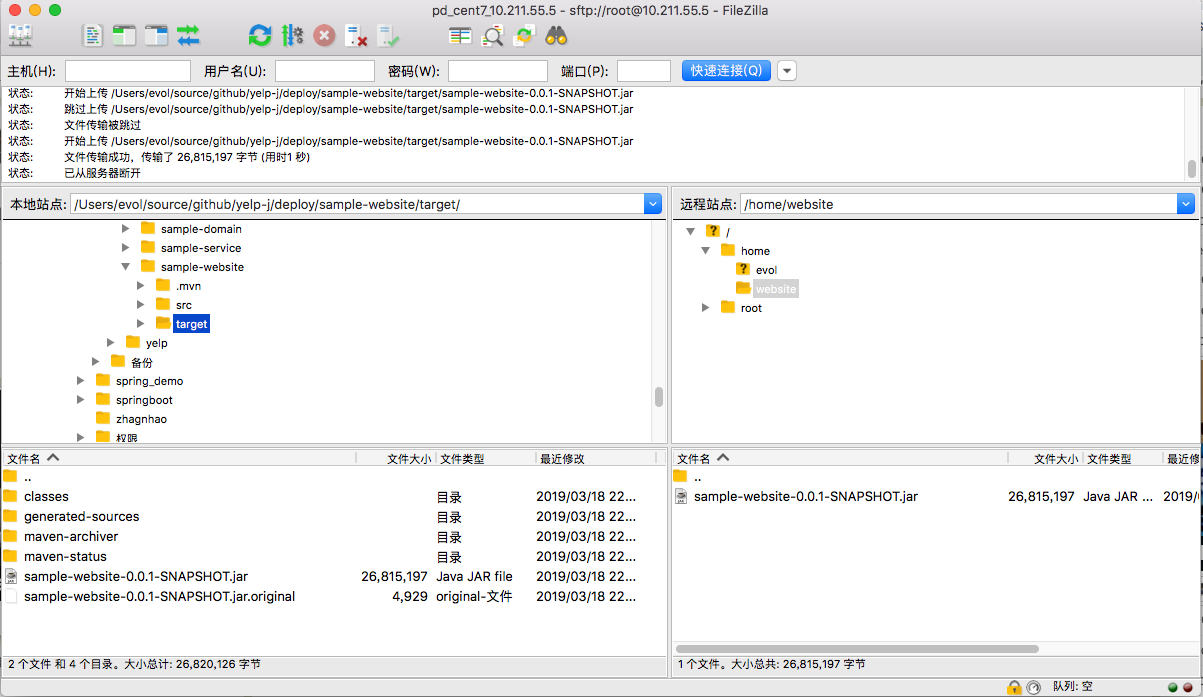 pd_cent7_10.211.55.5 - sftp://root@10.211.55.5 - FileZilla
主机(H): 用户名(U): 密码(W): 端口(P): 快速连接(Q)
状态: 开始上传 /Users/evol/source/github/yelp-j/deploy/sample-website/target/sample-website-0.0.1-SNAPSHOT.jar
状态: 跳过上传 /Users/evol/source/github/yelp-j/deploy/sample-website/target/sample-website-0.0.1-SNAPSHOT.jar
状态: 文件传输被跳过
状态: 开始上传 /Users/evol/source/github/yelp-j/deploy/sample-website/target/sample-website-0.0.1-SNAPSHOT.jar
状态: 文件传输成功，传输了 26,815,197 字节 (用时1 秒)
状态: 已从服务器断开
本地站点: /Users/evol/source/github/yelp-j/deploy/sample-website/target/
sample-domain
sample-service
sample-website
.mvn
src
target
yelp
备份
spring_demo
springboot
zhagnhao
权限
远程站点: /home/website
/
home
evol
website
root
文件名 文件大小 文件类型 最近修改
..
classes 目录 2019/03/18 22...
generated-sources 目录 2019/03/18 22...
maven-archiver 目录 2019/03/18 22...
maven-status 目录 2019/03/18 22...
sample-website-0.0.1-SNAPSHOT.jar 26,815,197 Java JAR file 2019/03/18 22...
sample-website-0.0.1-SNAPSHOT.jar.original 4,929 original-文件 2019/03/18 22...
2 个文件 和 4 个目录。大小总计: 26,820,126 字节
文件名 文件大小 文件类型 最近修
..
sample-website-0.0.1-SNAPSHOT.jar 26,815,197 Java JAR ... 2019/
1 个文件。大小总共: 26,815,197 字节
队列: 空